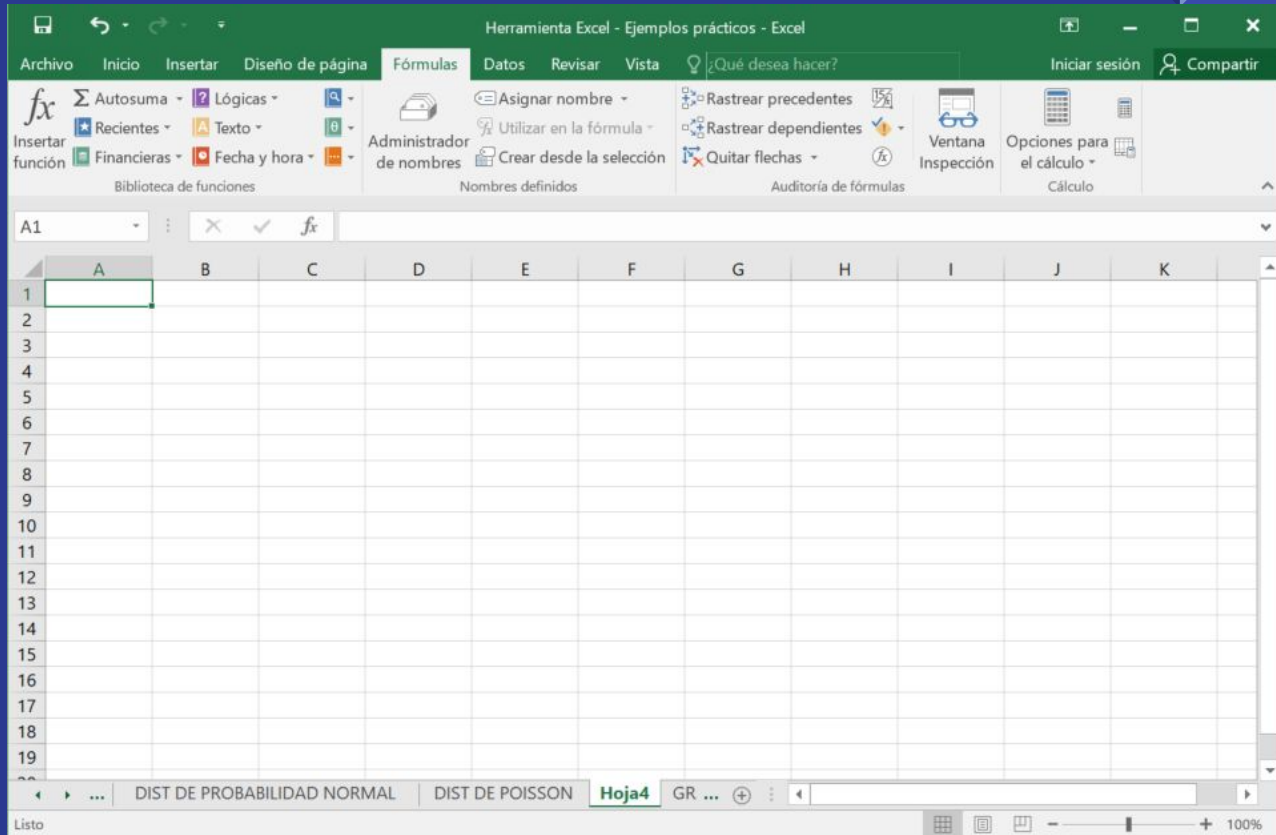 Herramienta Excel - Ejemplos prácticos - Excel
Archivo Inicio Insertar Diseño de página Fórmulas Datos Revisar Vista ¿Qué desea hacer? Iniciar sesión Compartir
fx Insertar función
Σ Autosuma
Recientes
Financieras
? Lógicas
A Texto
Fecha y hora
θ
Biblioteca de funciones
Administrador de nombres
Asignar nombre
Utilizar en la fórmula
Crear desde la selección
Nombres definidos
Rastrear precedentes
Rastrear dependientes
Quitar flechas
fx
Auditoría de fórmulas
Ventana Inspección
Opciones para el cálculo
Cálculo
A1 fx
A B C D E F G H I J K
1
2
3
4
5
6
7
8
9
10
11
12
13
14
15
16
17
18
19
... DIST DE PROBABILIDAD NORMAL DIST DE POISSON Hoja4 GR ...
Listo 100%